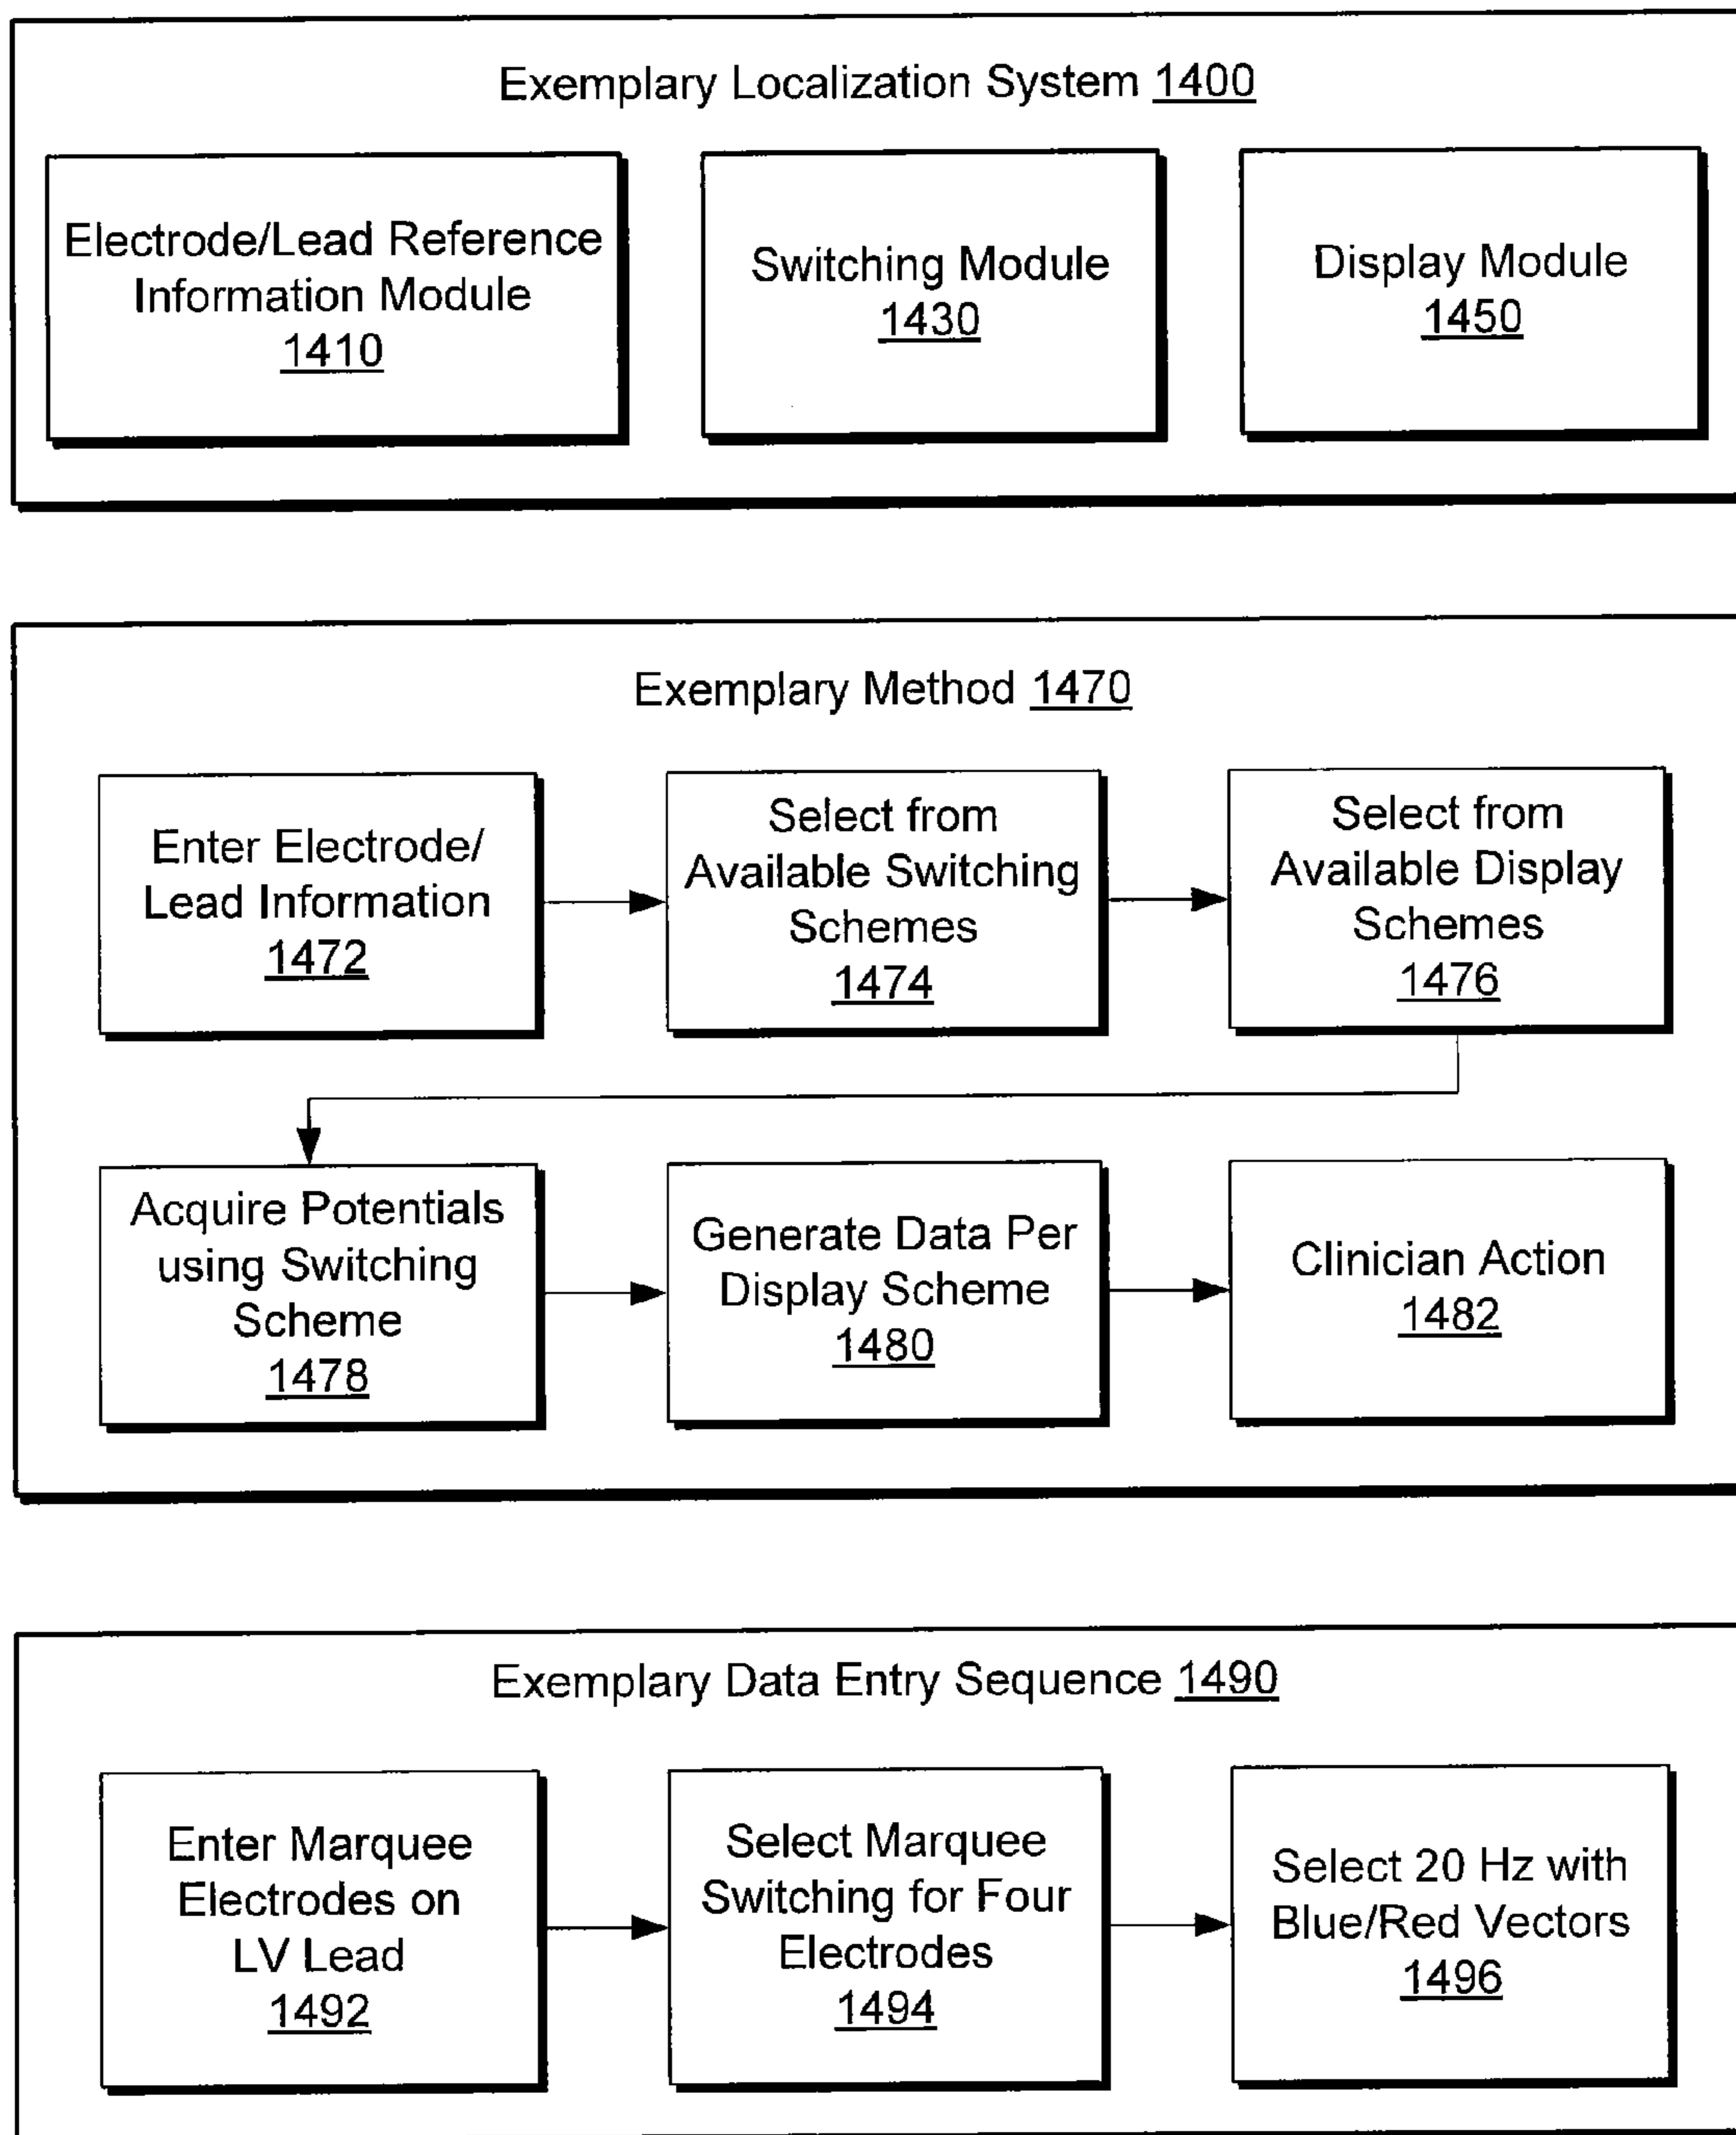 Exemplary Localization System 1400
Electrode/Lead Reference
Information Module
1410
Switching Module
1430
Display Module
1450
Exemplary Method 1470
Enter Electrode/
Lead Information
1472
Select from
Available Switching
Schemes
1474
Select from
Available Display
Schemes
1476
Acquire Potentials
using Switching
Scheme
1478
Generate Data Per
Display Scheme
1480
Clinician Action
1482
Exemplary Data Entry Sequence 1490
Enter Marquee
Electrodes on
LV Lead
1492
Select Marquee
Switching for Four
Electrodes
1494
Select 20 Hz with
Blue/Red Vectors
1496